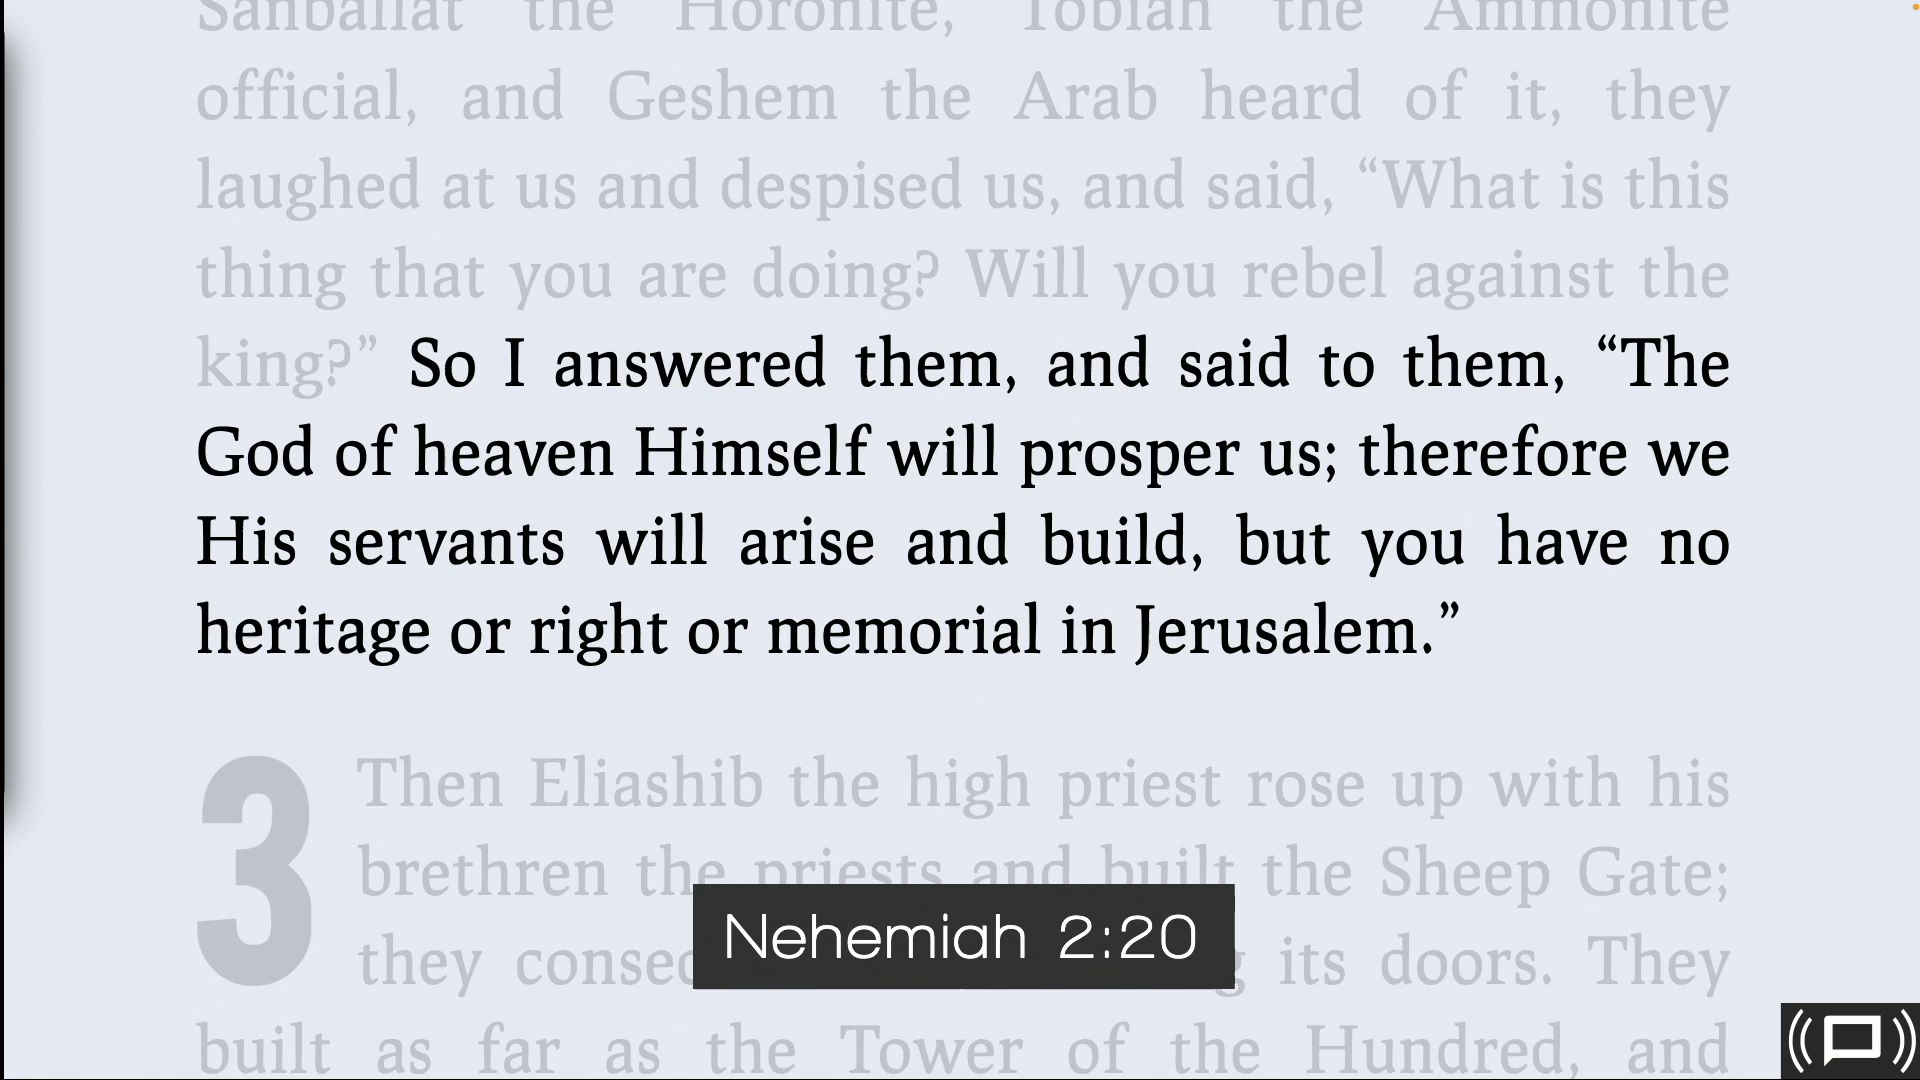 Sanballat the Horonite, Tobiah the Ammonite
official, and Geshem the Arab heard of it, they
laughed at us and despised us, and said, “What is this
thing that you are doing? Will you rebel against the
king?” So I answered them, and said to them, “The
God of heaven Himself will prosper us; therefore we
His servants will arise and build, but you have no
heritage or right or memorial in Jerusalem.”
3 Then Eliashib the high priest rose up with his
brethren the priests and built the Sheep Gate;
they its doors. They
Nehemiah 2:20
built as far as the Tower of the Hundred, and